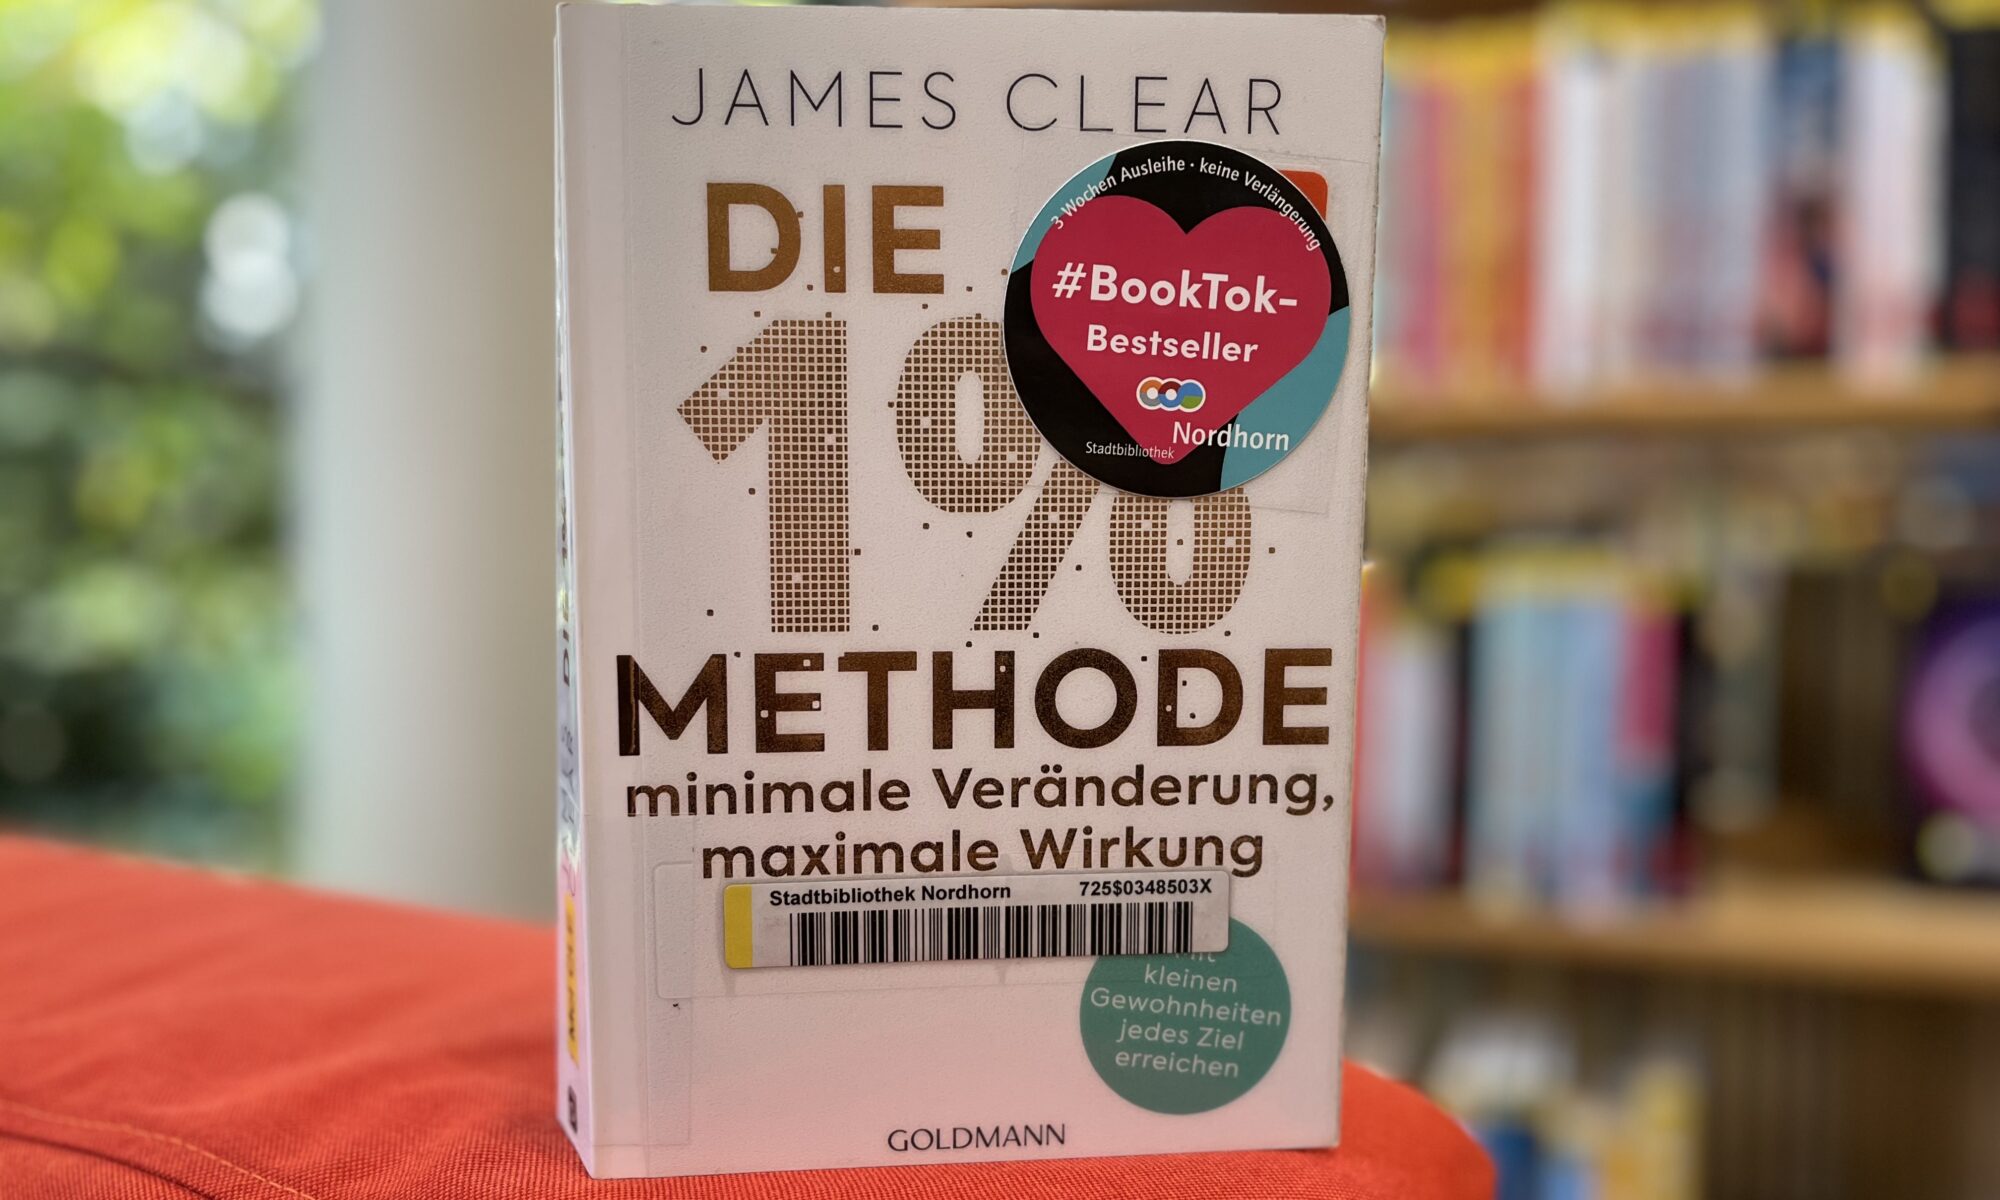 JAMES CLEAR
DIE
1%
METHODE
minimale Veränderung,
maximale Wirkung
3 Wochen Ausleihe · keine Verlängerung
#BookTok-
Bestseller
Nordhorn
Stadtbibliothek
Stadtbibliothek Nordhorn 725$0348503X
kleinen
Gewohnheiten
jedes Ziel
erreichen
GOLDMANN